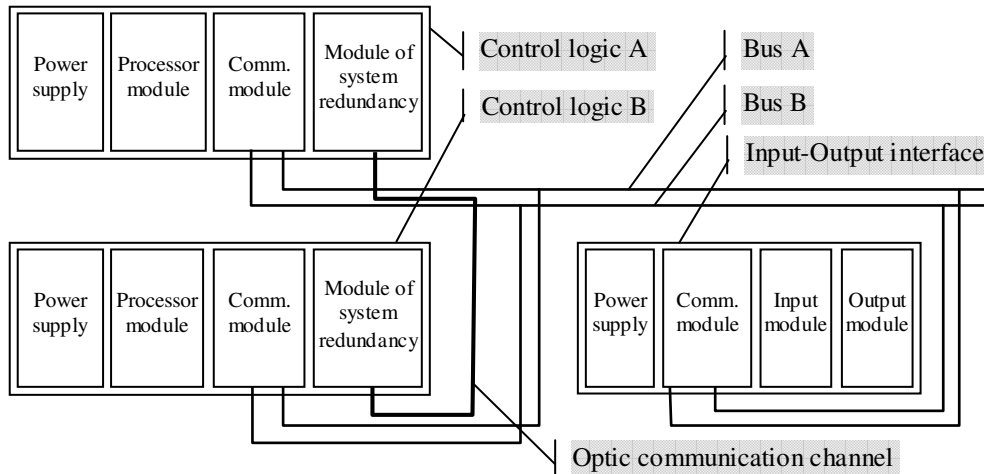 Power
supply
Processor
module
Comm.
module
Module of
system
redundancy
Control logic A
Control logic B
Bus A
Bus B
Input-Output interface
Power
supply
Processor
module
Comm.
module
Module of
system
redundancy
Power
supply
Comm.
module
Input
module
Output
module
Optic communication channel